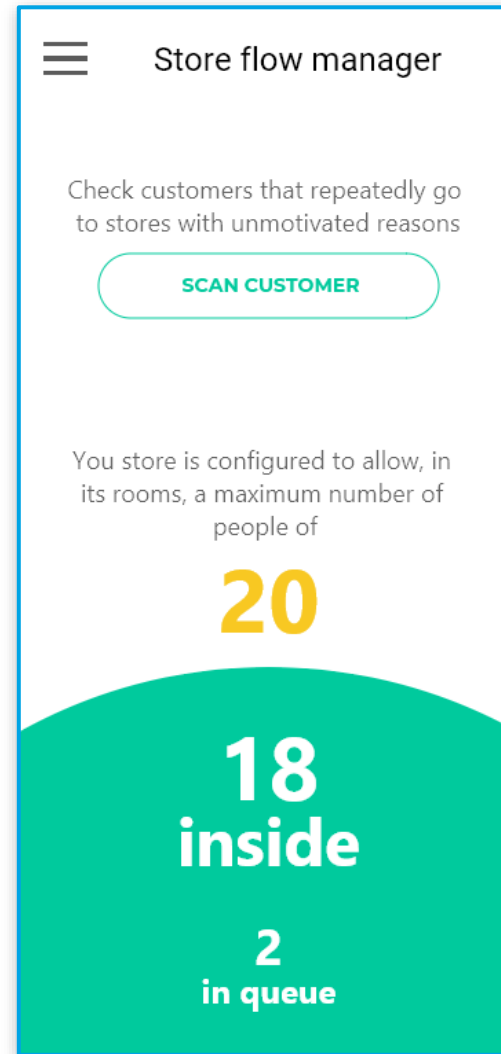 Store flow manager
Check customers that repeatedly go
to stores with unmotivated reasons
SCAN CUSTOMER
You store is configured to allow, in
its rooms, a maximum number of
people of
20
18
inside
2
in queue